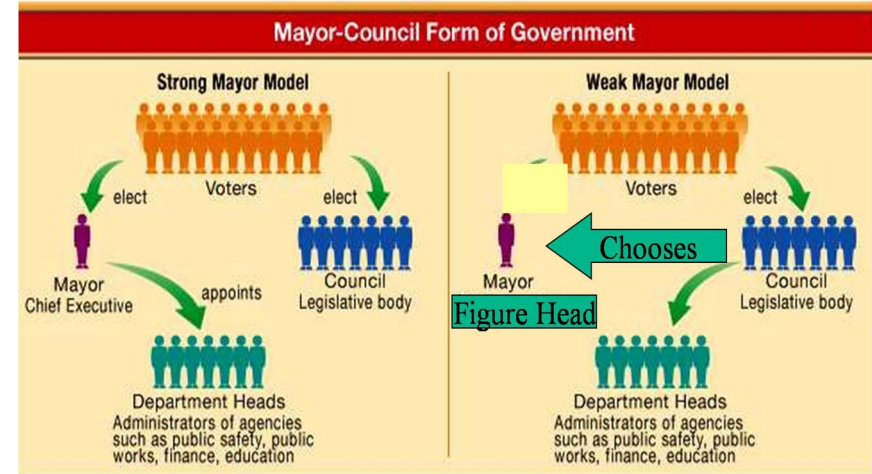 Mayor-Council Form of Government
Strong Mayor Model
Voters
elect
elect
Mayor
Chief Executive
appoints
Council
Legislative body
Department Heads
Administrators of agencies
such as public safety, public
works, finance, education
Weak Mayor Model
Voters
elect
Chooses
Mayor
Figure Head
Council
Legislative body
Department Heads
Administrators of agencies
such as public safety, public
works, finance, education